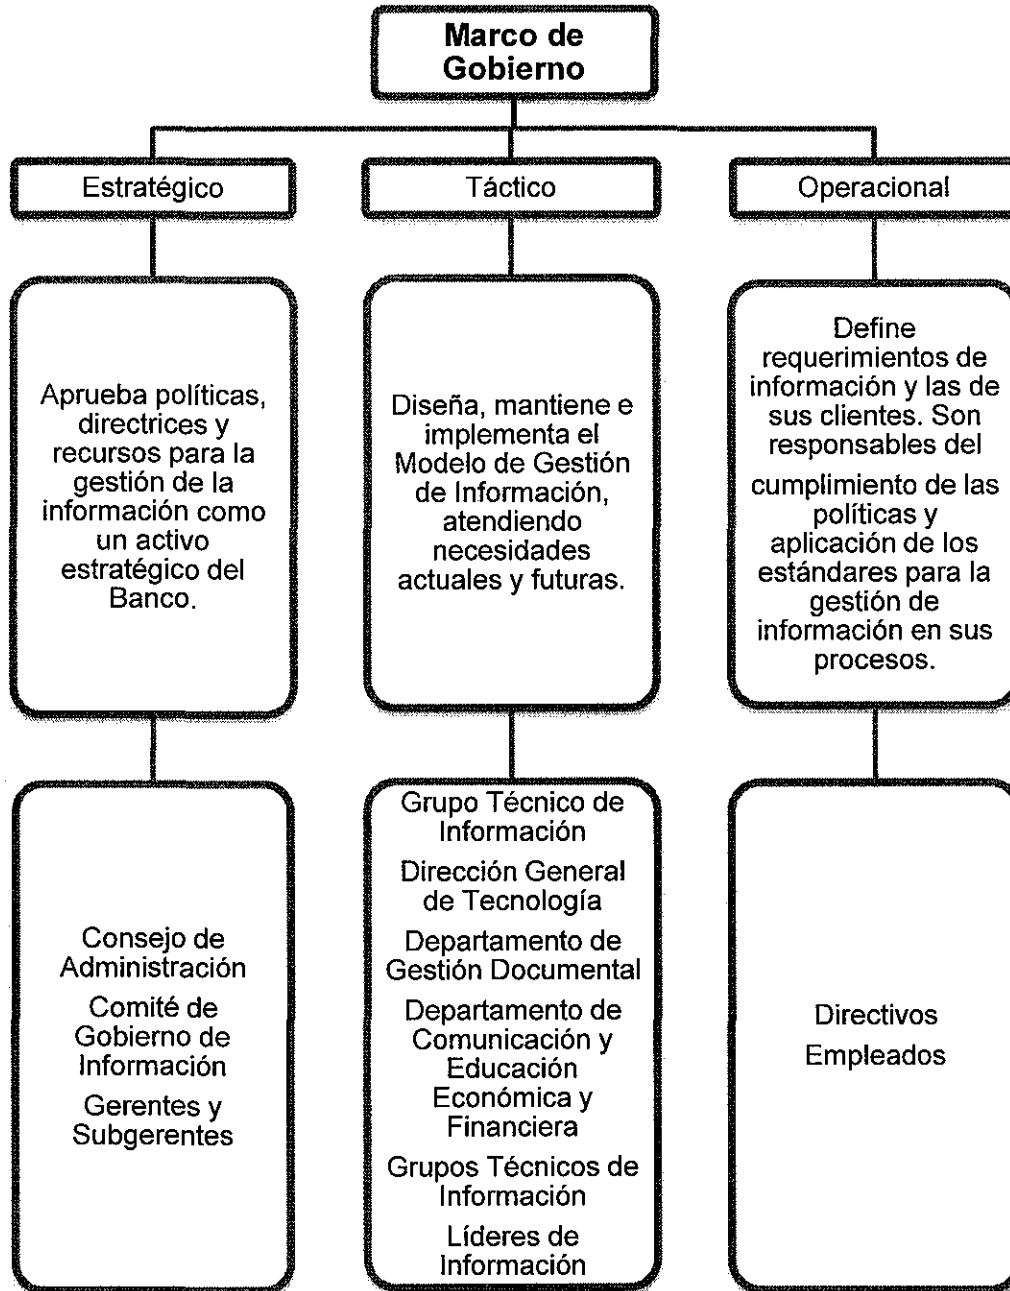 Marco de
Gobierno
Estratégico
Táctico
Operacional
Aprueba políticas,
directrices y
recursos para la
gestión de la
información como
un activo
estratégico del
Banco.
Diseña, mantiene e
implementa el
Modelo de Gestión
de Información,
atendiendo
necesidades
actuales y futuras.
Define
requerimientos de
información y las de
sus clientes. Son
responsables del
cumplimiento de las
políticas y
aplicación de los
estándares para la
gestión de
información en sus
procesos.
Consejo de
Administración
Comité de
Gobierno de
Información
Gerentes y
Subgerentes
Grupo Técnico de
Información
Dirección General
de Tecnología
Departamento de
Gestión Documental
Departamento de
Comunicación y
Educación
Económica y
Financiera
Grupos Técnicos de
Información
Líderes de
Información
Directivos
Empleados